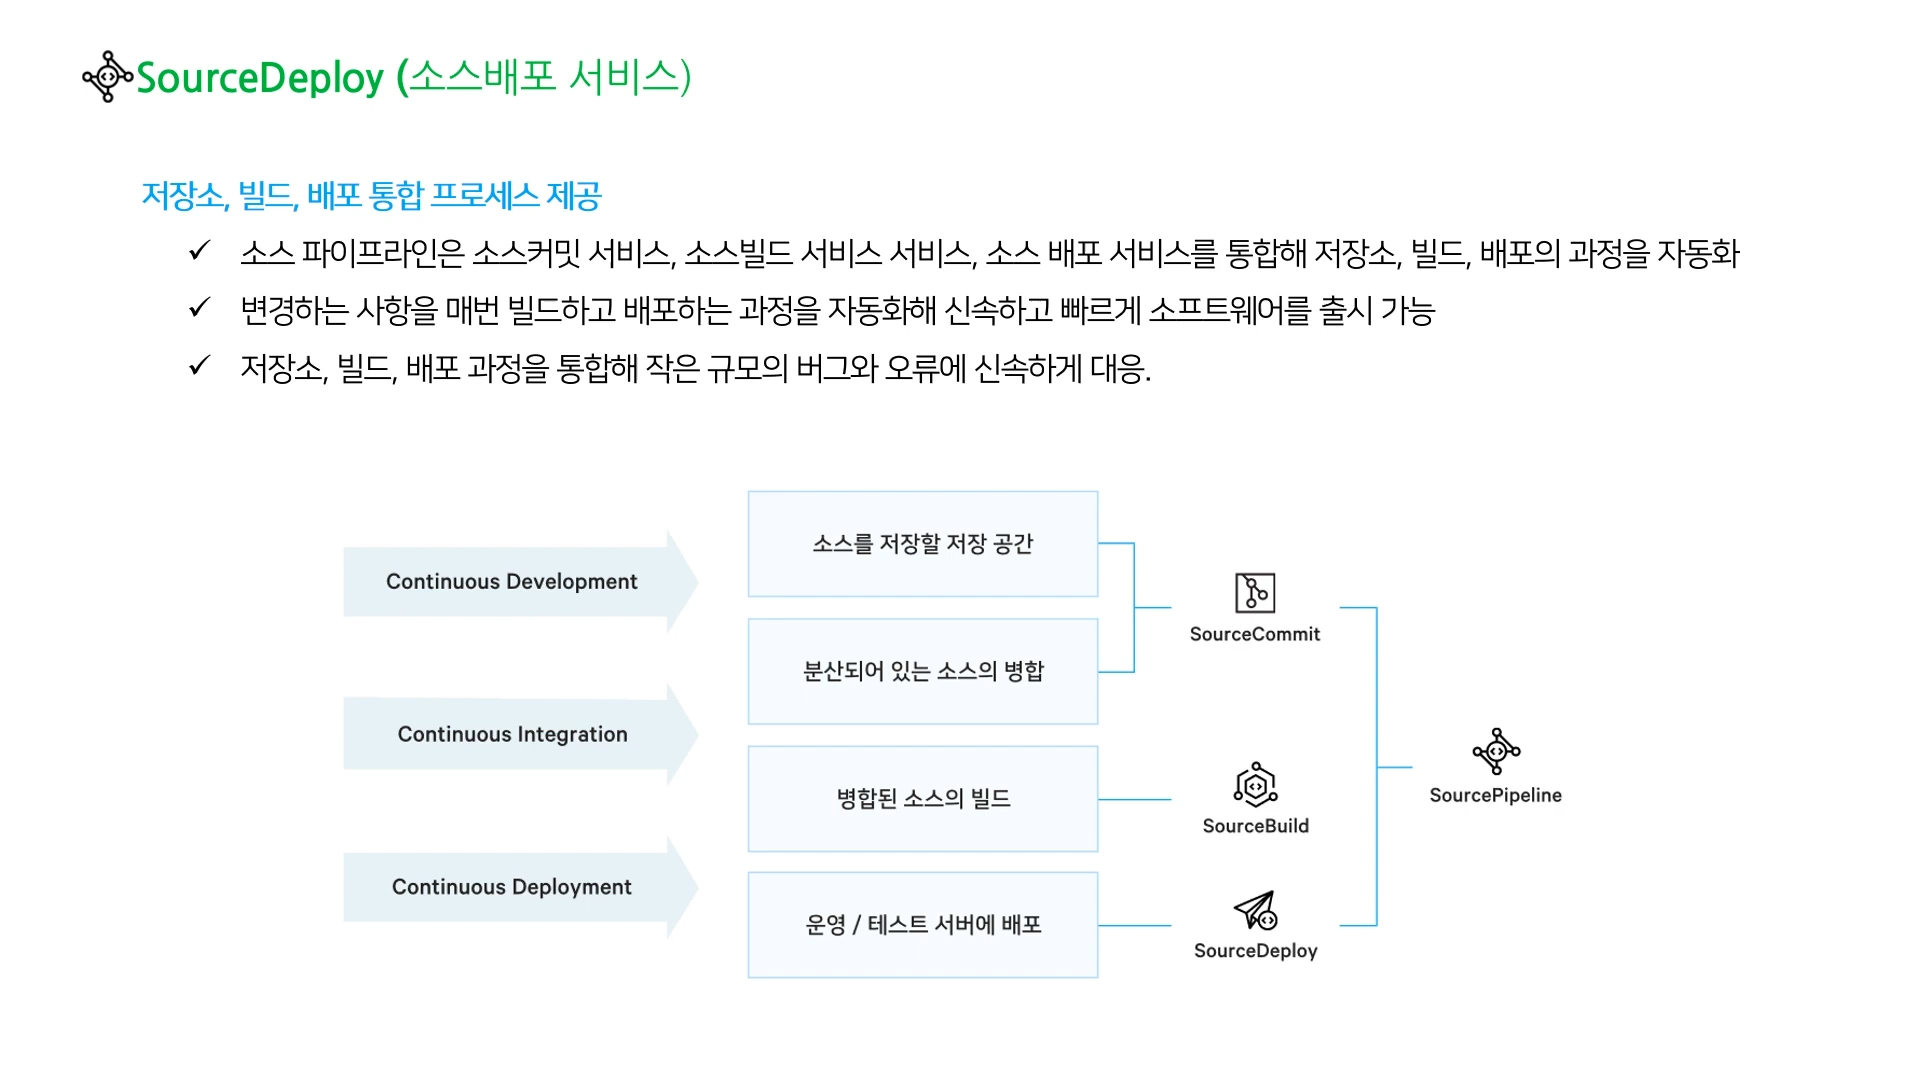 SourceDeploy (소스배포 서비스)
저장소, 빌드, 배포 통합 프로세스 제공
✓ 소스 파이프라인은 소스커밋 서비스, 소스빌드 서비스 서비스, 소스 배포 서비스를 통합해 저장소, 빌드, 배포의 과정을 자동화
✓ 변경하는 사항을 매번 빌드하고 배포하는 과정을 자동화해 신속하고 빠르게 소프트웨어를 출시 가능
✓ 저장소, 빌드, 배포 과정을 통합해 작은 규모의 버그와 오류에 신속하게 대응.
Continuous Development
Continuous Integration
Continuous Deployment
소스를 저장할 저장 공간
분산되어 있는 소스의 병합
병합된 소스의 빌드
운영 / 테스트 서버에 배포
SourceCommit
SourceBuild
SourceDeploy
SourcePipeline